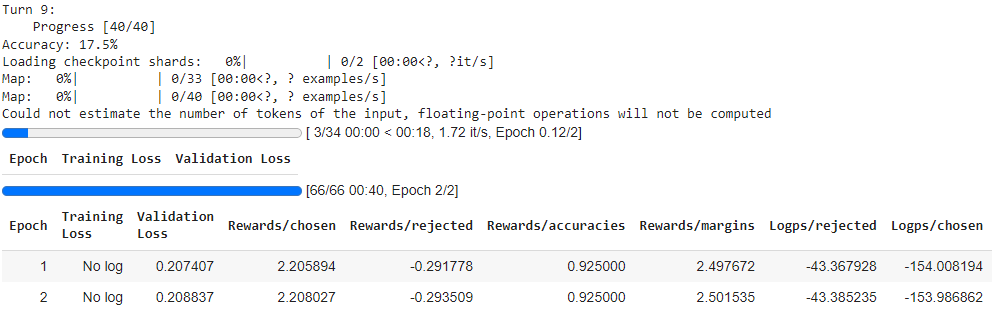 Turn 9:
Progress [40/40]
Accuracy: 17.5%
Loading checkpoint shards:   0%|          | 0/2 [00:00<?, ?it/s]
Map:   0%|          | 0/33 [00:00<?, ? examples/s]
Map:   0%|          | 0/40 [00:00<?, ? examples/s]
Could not estimate the number of tokens of the input, floating-point operations will not be computed
[ 3/34 00:00 < 00:18, 1.72 it/s, Epoch 0.12/2]
Epoch Training Loss Validation Loss
[66/66 00:40, Epoch 2/2]
Epoch Training Loss Validation Loss Rewards/chosen Rewards/rejected Rewards/accuracies Rewards/margins Logps/rejected Logps/chosen
1 No log 0.207407 2.205894 -0.291778 0.925000 2.497672 -43.367928 -154.008194
2 No log 0.208837 2.208027 -0.293509 0.925000 2.501535 -43.385235 -153.986862